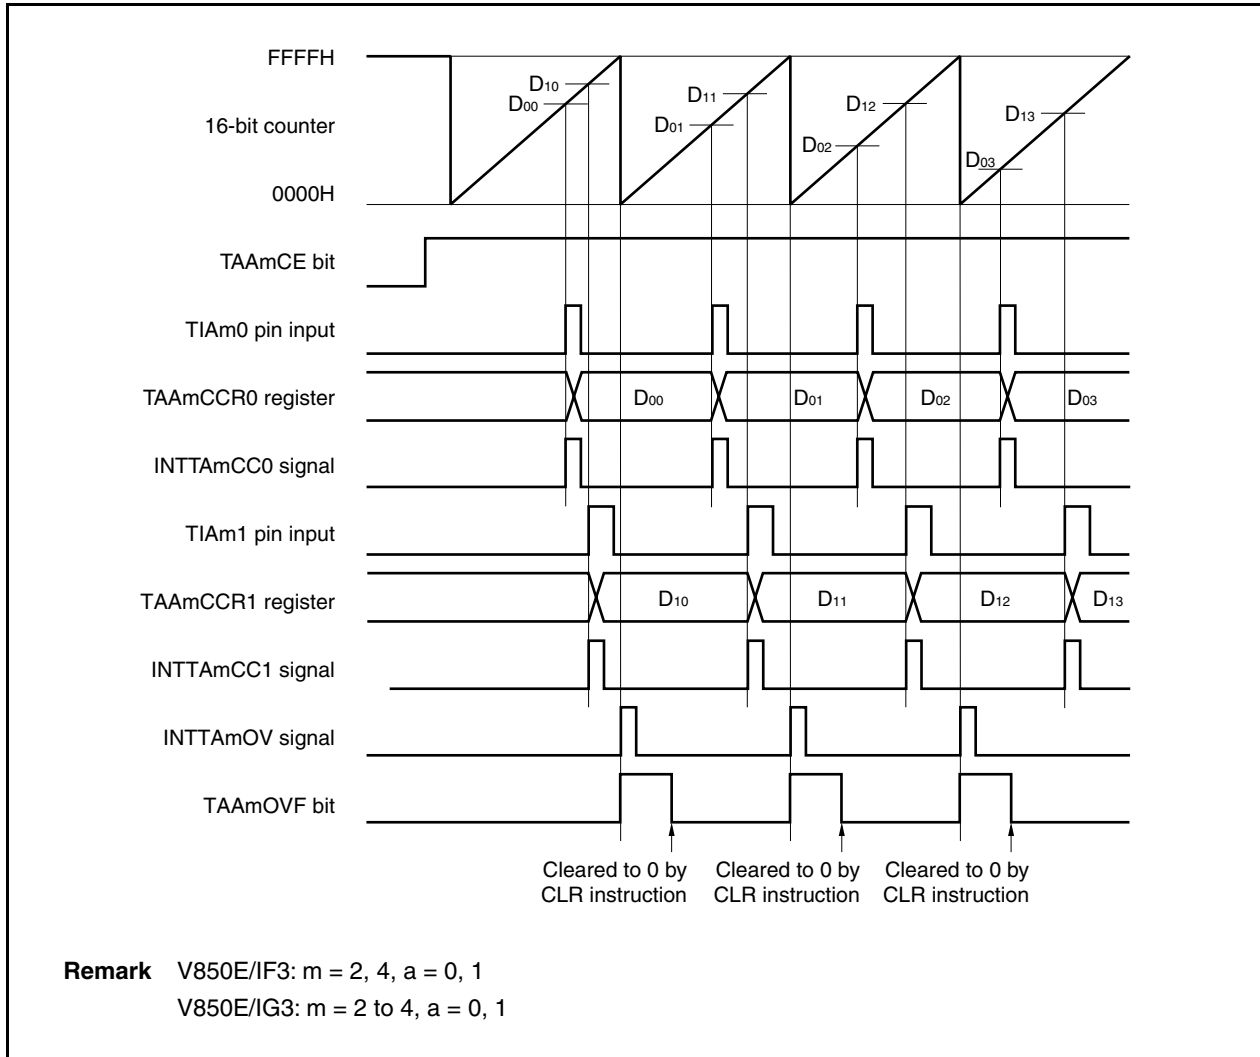 FFFFH
D10
D00
D11
D01
D12
D02
D13
D03
16-bit counter
0000H
TAAmCE bit
TIAm0 pin input
TAAmCCR0 register
D00 D01 D02 D03
INTTAmCC0 signal
TIAm1 pin input
TAAmCCR1 register
D10 D11 D12 D13
INTTAmCC1 signal
INTTAmOV signal
TAAmOVF bit
Cleared to 0 by
CLR instruction
Cleared to 0 by
CLR instruction
Cleared to 0 by
CLR instruction
Remark V850E/IF3: m = 2, 4, a = 0, 1
V850E/IG3: m = 2 to 4, a = 0, 1